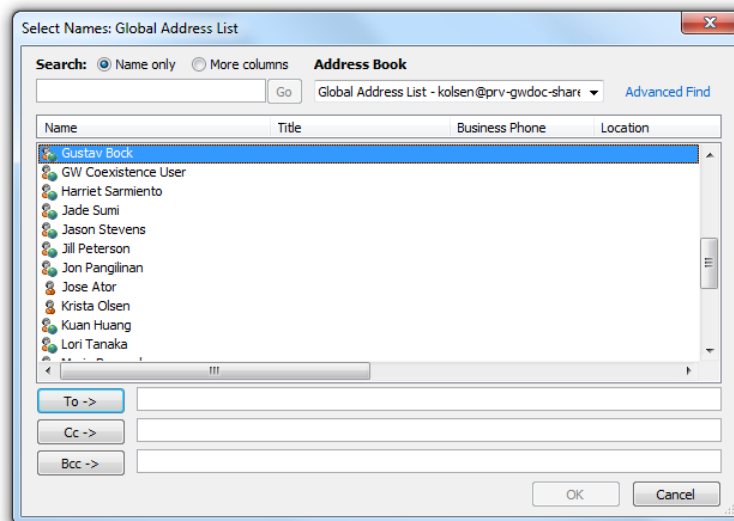 Select Names: Global Address List
Search: Name only More columns Address Book
Go Global Address List - kolsen@prv-gwdoc-share Advanced Find
Name Title Business Phone Location
Gustav Bock
GW Coexistence User
Harriet Sarmiento
Jade Sumi
Jason Stevens
Jill Peterson
Jon Pangilinan
Jose Ator
Krista Olsen
Kuan Huang
Lori Tanaka
To ->
Cc ->
Bcc ->
OK Cancel